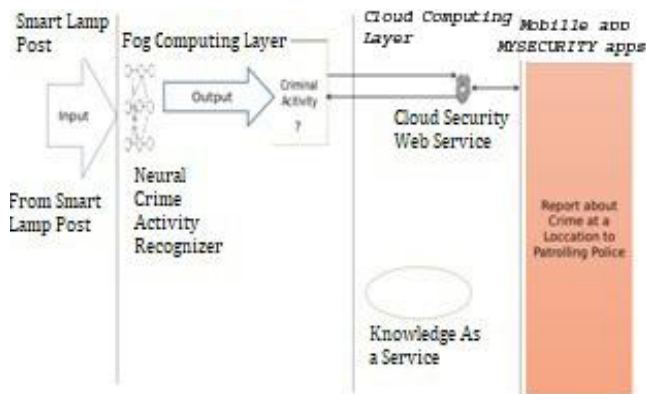 Smart Lamp
Post
Input
From Smart
Lamp Post
Fog Computing Layer
Output
Criminal
Activity
?
Neural
Crime
Activity
Recognizer
Cloud Computing
Layer
Cloud Security
Web Service
Knowledge As
a Service
Mobille app
MYSECURITY apps
Report about
Crime at a
Loccation to
Patrolling Police